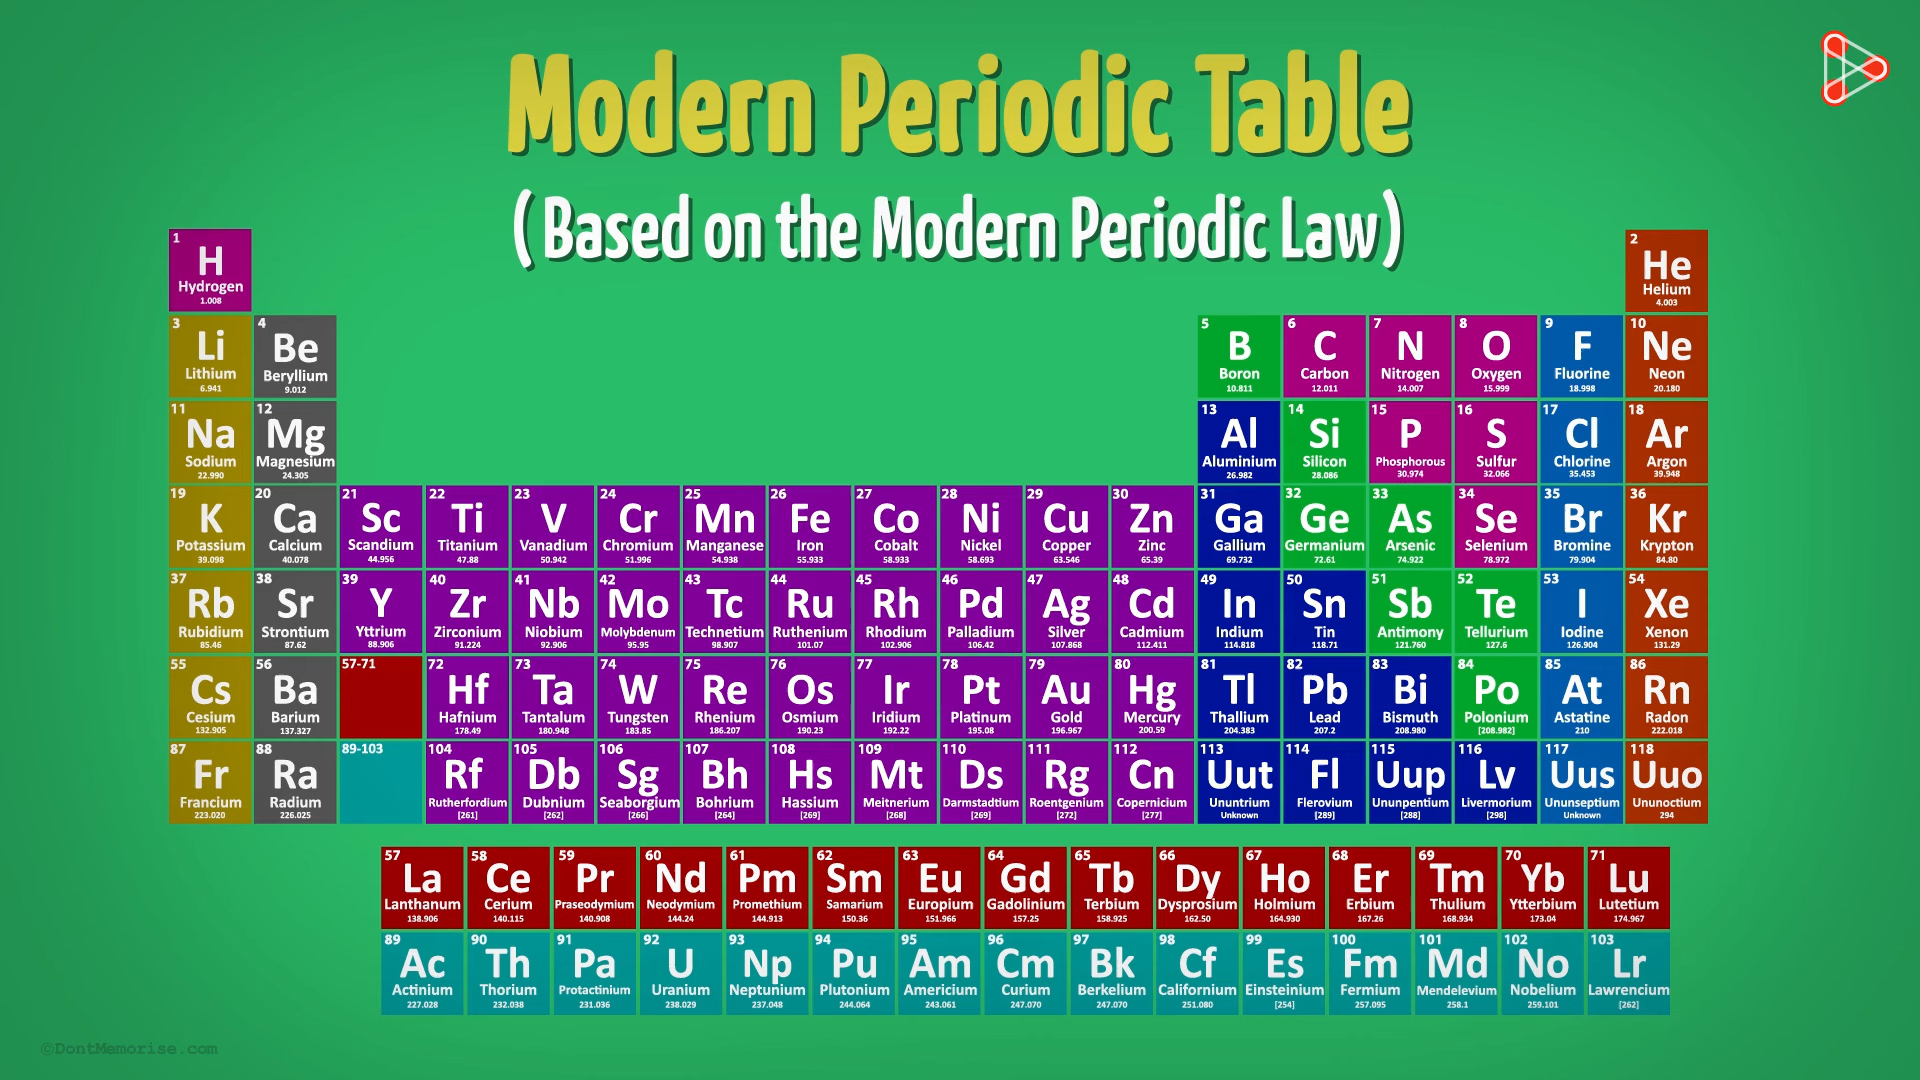 Modern Periodic Table
( Based on the Modern Periodic Law)
1 H Hydrogen 1.008
2 He Helium 4.003
3 Li Lithium 6.941
4 Be Beryllium 9.012
5 B Boron 10.811
6 C Carbon 12.011
7 N Nitrogen 14.007
8 O Oxygen 15.999
9 F Fluorine 18.998
10 Ne Neon 20.180
11 Na Sodium 22.990
12 Mg Magnesium 24.305
13 Al Aluminium 26.982
14 Si Silicon 28.086
15 P Phosphorous 30.974
16 S Sulfur 32.066
17 Cl Chlorine 35.453
18 Ar Argon 39.948
19 K Potassium 39.098
20 Ca Calcium 40.078
21 Sc Scandium 44.956
22 Ti Titanium 47.88
23 V Vanadium 50.942
24 Cr Chromium 51.996
25 Mn Manganese 54.938
26 Fe Iron 55.933
27 Co Cobalt 58.933
28 Ni Nickel 58.693
29 Cu Copper 63.546
30 Zn Zinc 65.39
31 Ga Gallium 69.732
32 Ge Germanium 72.61
33 As Arsenic 74.922
34 Se Selenium 78.972
35 Br Bromine 79.904
36 Kr Krypton 84.80
37 Rb Rubidium 85.46
38 Sr Strontium 87.62
39 Y Yttrium 88.906
40 Zr Zirconium 91.224
41 Nb Niobium 92.906
42 Mo Molybdenum 95.95
43 Tc Technetium 98.907
44 Ru Ruthenium 101.07
45 Rh Rhodium 102.906
46 Pd Palladium 106.42
47 Ag Silver 107.868
48 Cd Cadmium 112.411
49 In Indium 114.818
50 Sn Tin 118.71
51 Sb Antimony 121.760
52 Te Tellurium 127.6
53 I Iodine 126.904
54 Xe Xenon 131.29
55 Cs Cesium 132.905
56 Ba Barium 137.327
57-71
72 Hf Hafnium 178.49
73 Ta Tantalum 180.948
74 W Tungsten 183.85
75 Re Rhenium 186.207
76 Os Osmium 190.23
77 Ir Iridium 192.22
78 Pt Platinum 195.08
79 Au Gold 196.967
80 Hg Mercury 200.59
81 Tl Thallium 204.383
82 Pb Lead 207.2
83 Bi Bismuth 208.980
84 Po Polonium [208.982]
85 At Astatine 210
86 Rn Radon 222.018
87 Fr Francium 223.020
88 Ra Radium 226.025
89-103
104 Rf Rutherfordium [261]
105 Db Dubnium [262]
106 Sg Seaborgium [266]
107 Bh Bohrium [264]
108 Hs Hassium [269]
109 Mt Meitnerium [268]
110 Ds Darmstadtium [269]
111 Rg Roentgenium [272]
112 Cn Copernicium [277]
113 Uut Ununtrium Unknown
114 Fl Flerovium [289]
115 Uup Ununpentium [288]
116 Lv Livermorium [298]
117 Uus Ununseptium Unknown
118 Uuo Ununoctium 294
57 La Lanthanum 138.906
58 Ce Cerium 140.115
59 Pr Praseodymium 140.908
60 Nd Neodymium 144.24
61 Pm Promethium 144.913
62 Sm Samarium 150.36
63 Eu Europium 151.966
64 Gd Gadolinium 157.25
65 Tb Terbium 158.925
66 Dy Dysprosium 162.50
67 Ho Holmium 164.930
68 Er Erbium 167.26
69 Tm Thulium 168.934
70 Yb Ytterbium 173.04
71 Lu Lutetium 174.967
89 Ac Actinium 227.028
90 Th Thorium 232.038
91 Pa Protactinium 231.036
92 U Uranium 238.029
93 Np Neptunium 237.048
94 Pu Plutonium 244.064
95 Am Americium 243.061
96 Cm Curium 247.070
97 Bk Berkelium 247.070
98 Cf Californium 251.080
99 Es Einsteinium [254]
100 Fm Fermium 257.095
101 Md Mendelevium 258.1
102 No Nobelium 259.101
103 Lr Lawrencium [262]
©DontMemorise.com